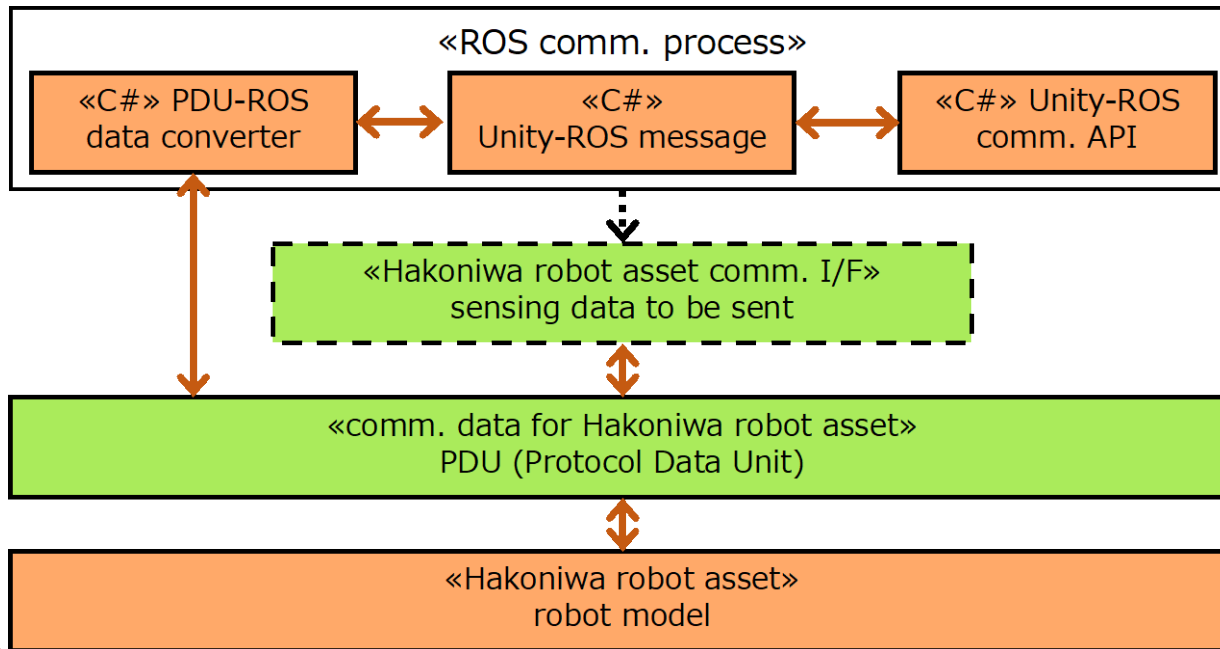 «ROS comm. process»
«C#» PDU-ROS
data converter
«C#»
Unity-ROS message
«C#» Unity-ROS
comm. API
«Hakoniwa robot asset comm. I/F»
sensing data to be sent
«comm. data for Hakoniwa robot asset»
PDU (Protocol Data Unit)
«Hakoniwa robot asset»
robot model